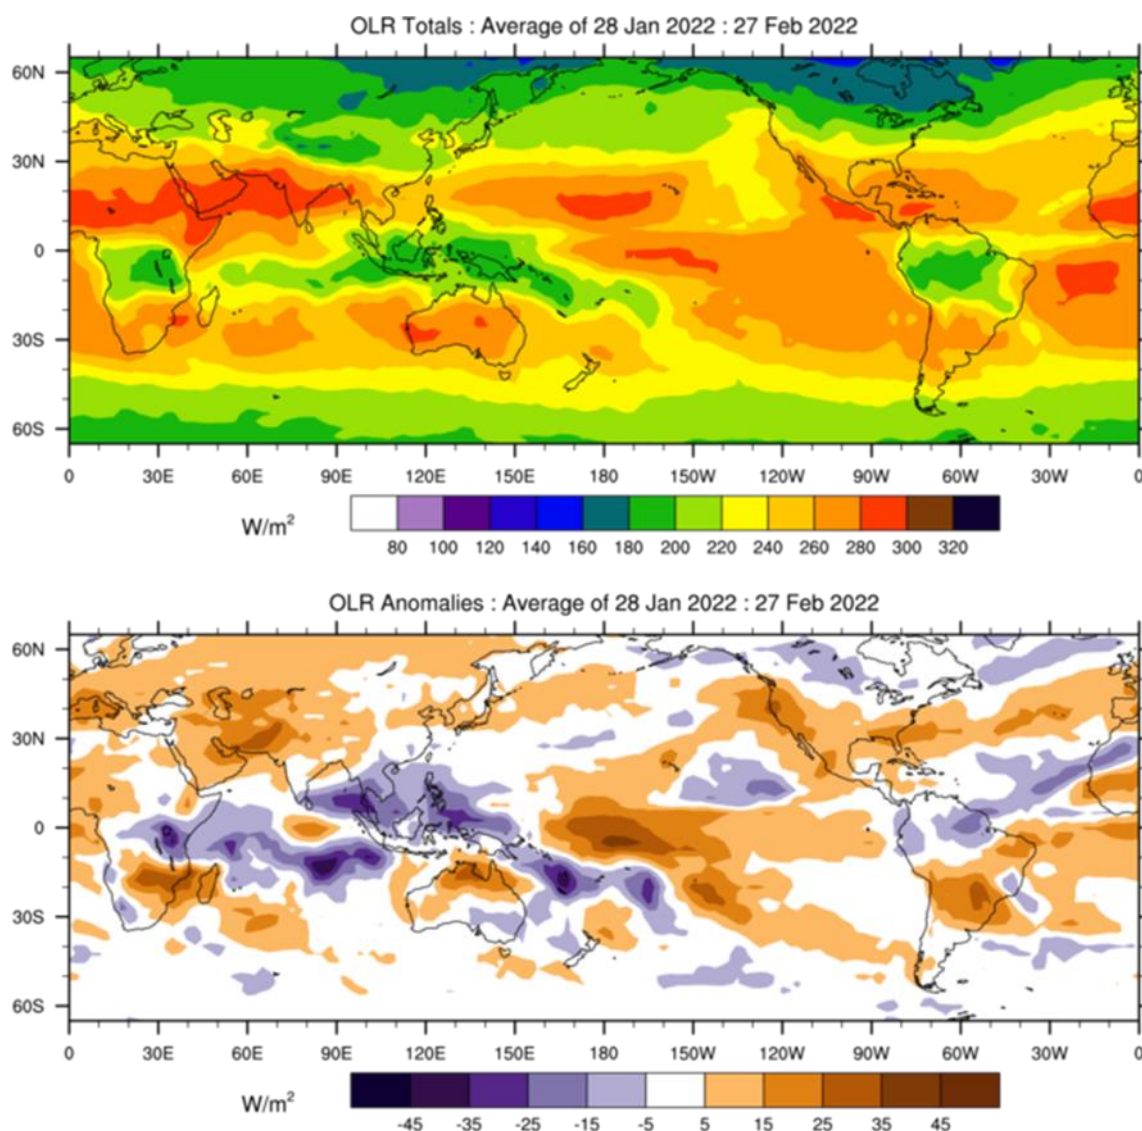 OLR Totals : Average of 28 Jan 2022 : 27 Feb 2022
60N
30N
0
30S
60S
0 30E 60E 90E 120E 150E 180 150W 120W 90W 60W 30W 0
W/m²
80 100 120 140 160 180 200 220 240 260 280 300 320
OLR Anomalies : Average of 28 Jan 2022 : 27 Feb 2022
60N
30N
0
30S
60S
0 30E 60E 90E 120E 150E 180 150W 120W 90W 60W 30W 0
W/m²
-45 -35 -25 -15 -5 5 15 25 35 45